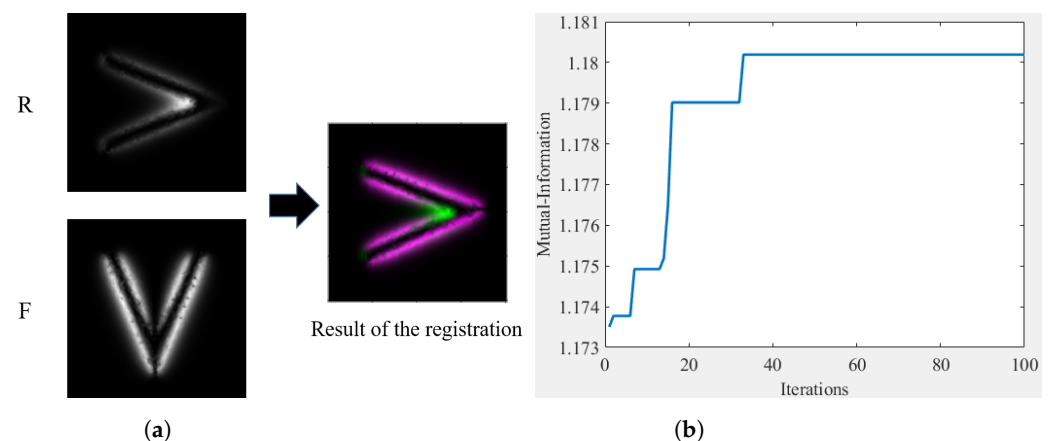 R
F
Result of the registration
(a)
1.181
1.18
1.179
1.178
1.177
1.176
1.175
1.174
1.173
Mutual-Information
0
20
40
60
80
100
Iterations
(b)